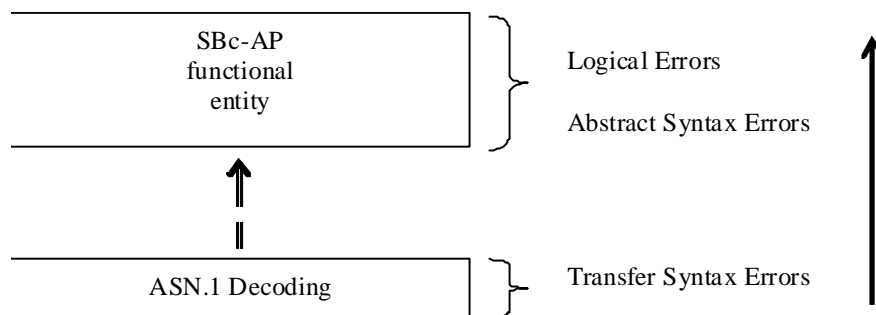 SBc-AP
functional
entity
Logical Errors
Abstract Syntax Errors
ASN.1 Decoding
Transfer Syntax Errors